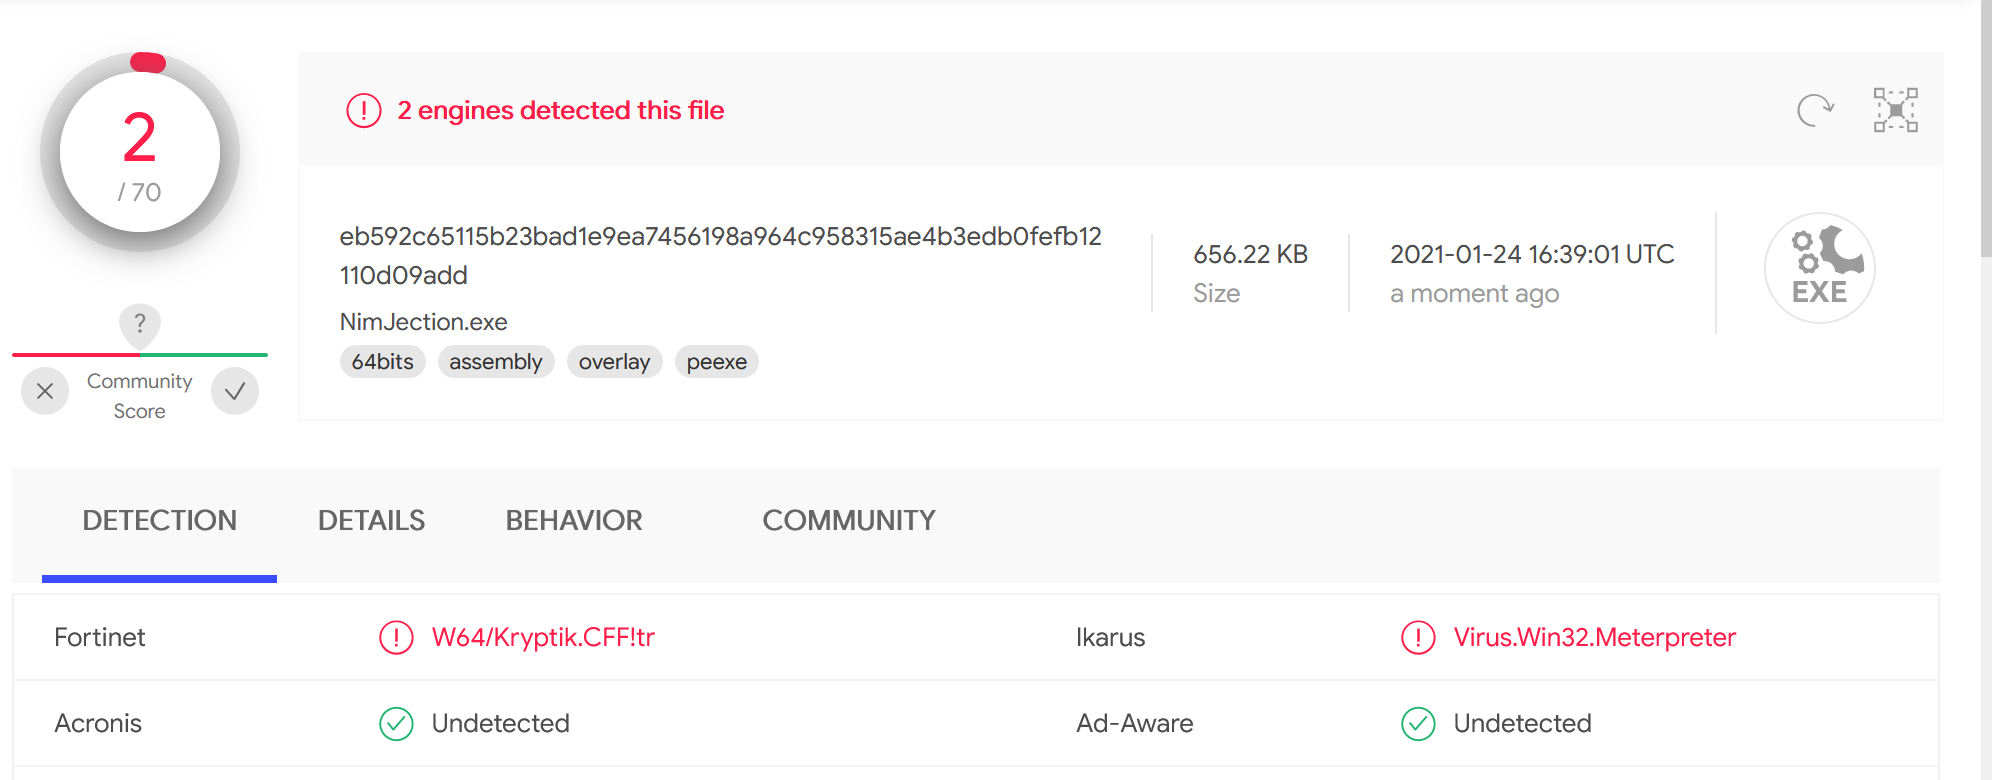 2
/ 70
?
Community
Score
2 engines detected this file
eb592c65115b23bad1e9ea7456198a964c958315ae4b3edb0fefb12
110d09add
NimJection.exe
64bits assembly overlay peexe
656.22 KB
Size
2021-01-24 16:39:01 UTC
a moment ago
EXE
DETECTION DETAILS BEHAVIOR COMMUNITY
Fortinet ! W64/Kryptik.CFF!tr Ikarus ! Virus.Win32.Meterpreter
Acronis Undetected Ad-Aware Undetected